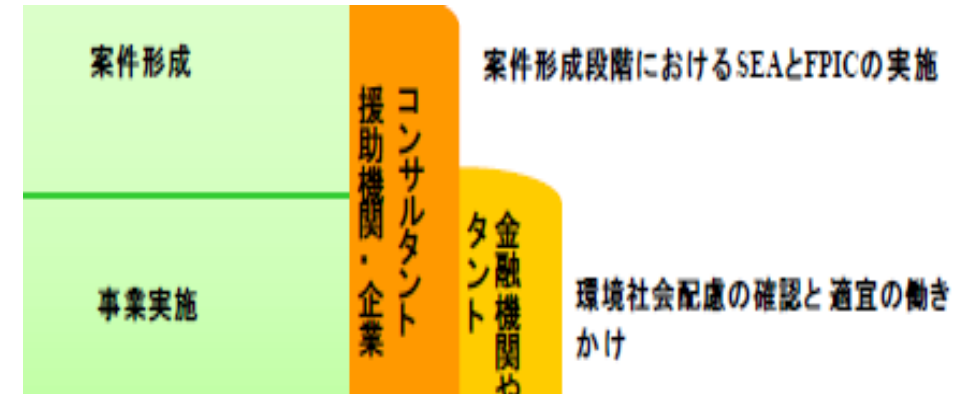 案件形成
案件形成段階におけるSEAとFPICの実施
コンサルタント
援助機関・企業
事業実施
金融機関や
タント
環境社会配慮の確認と適宜の働き
かけ